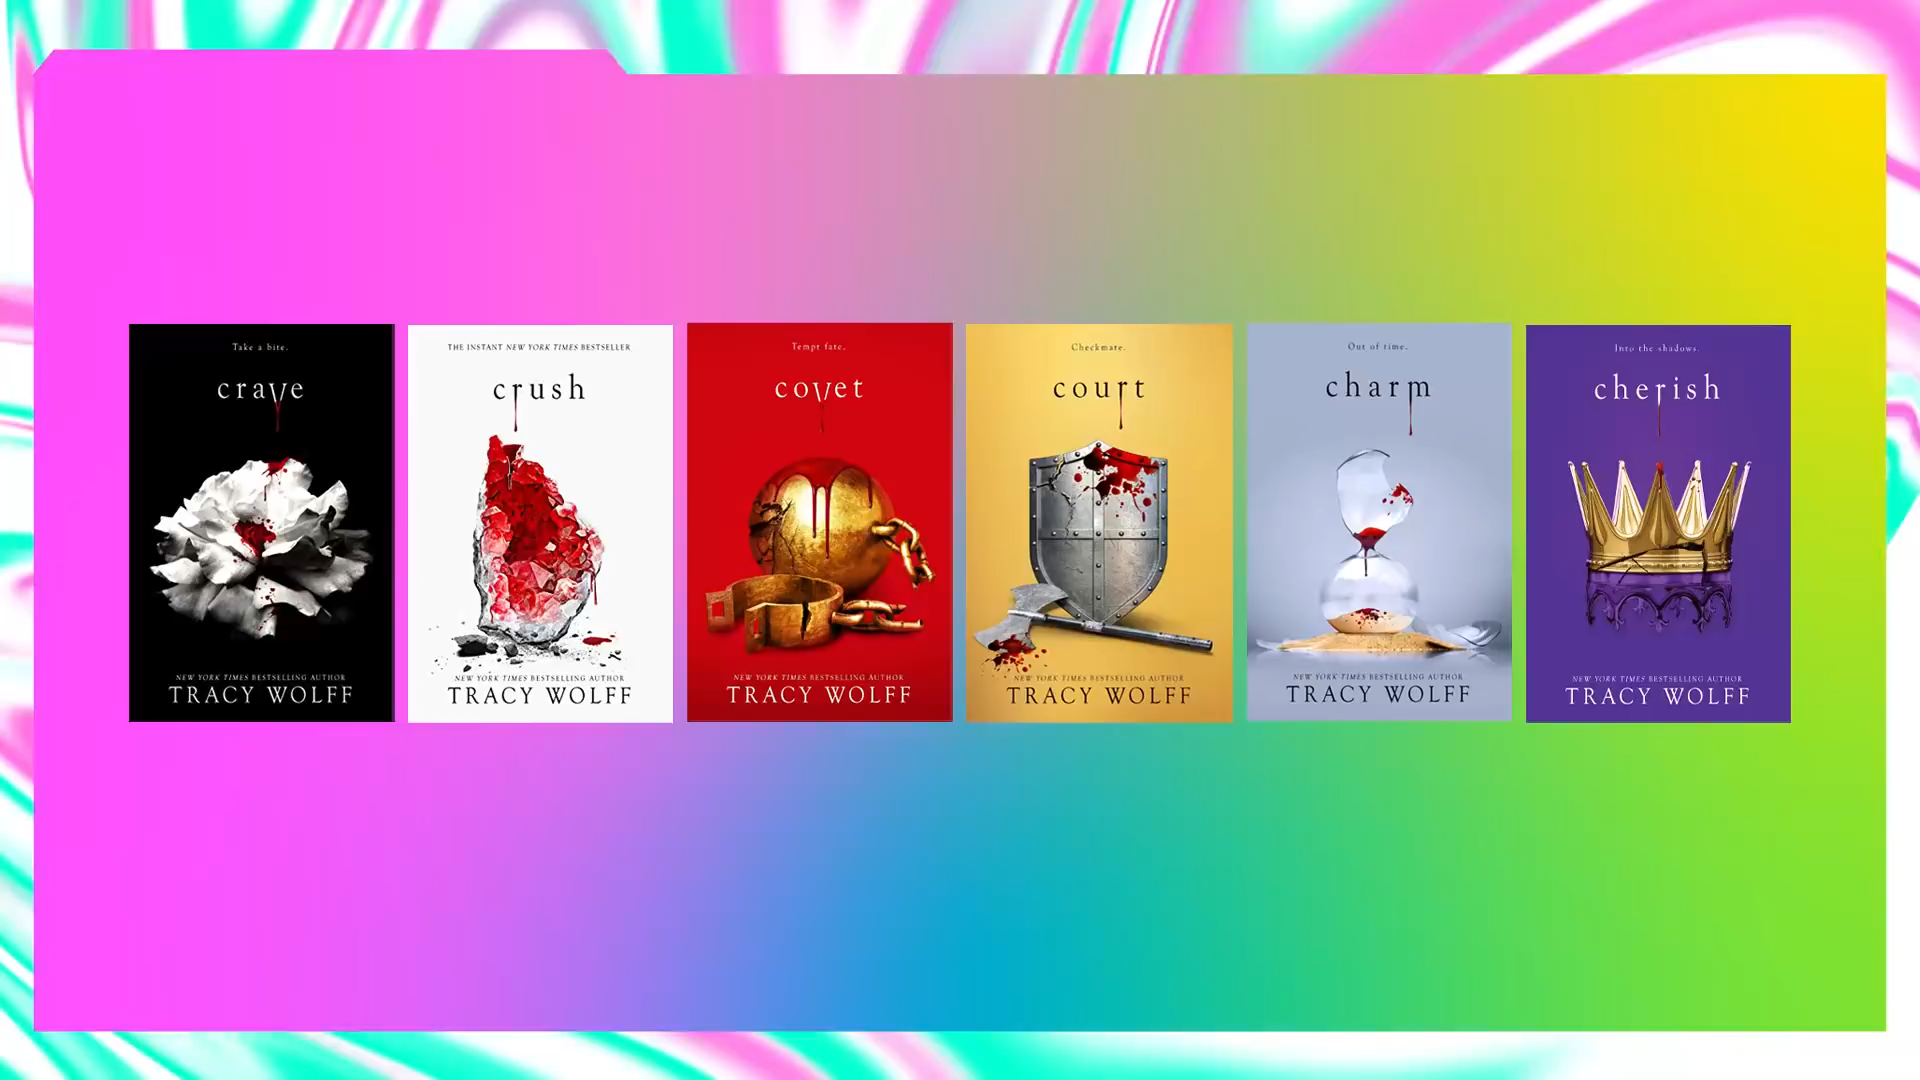 Take a bite.
crave
NEW YORK TIMES BESTSELLING AUTHOR
TRACY WOLFF
THE INSTANT NEW YORK TIMES BESTSELLER
crush
NEW YORK TIMES BESTSELLING AUTHOR
TRACY WOLFF
Tempt fate.
covet
NEW YORK TIMES BESTSELLING AUTHOR
TRACY WOLFF
Checkmate.
court
NEW YORK TIMES BESTSELLING AUTHOR
TRACY WOLFF
Out of time.
charm
NEW YORK TIMES BESTSELLING AUTHOR
TRACY WOLFF
Into the shadows.
cherish
NEW YORK TIMES BESTSELLING AUTHOR
TRACY WOLFF